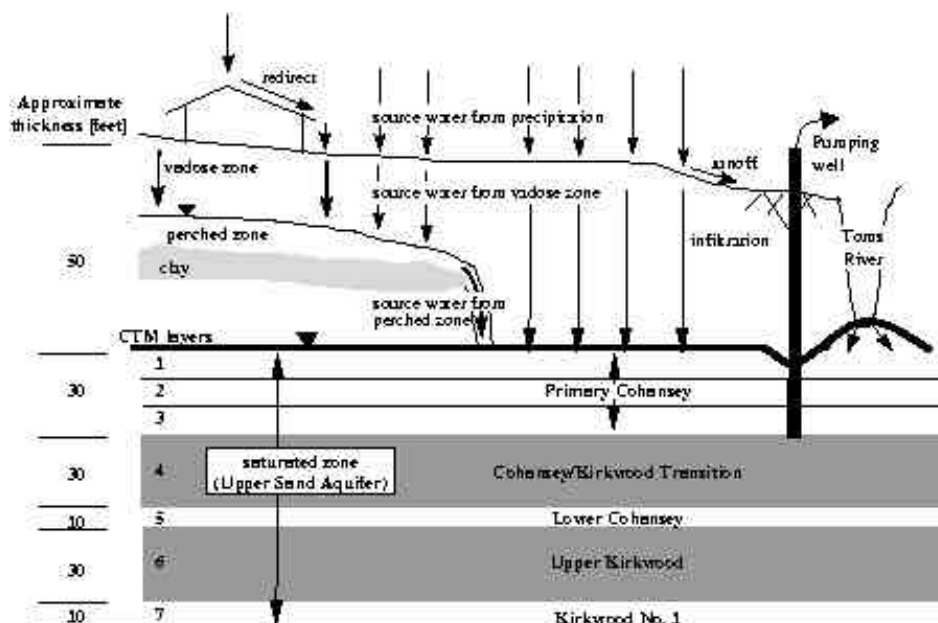 redirect
Approximate
thickness [feet]
source water from precipitation
Pumping
well
runoff
vadose zone
source water from vadose zone
perched zone
infiltration
Toms
River
50
clay
source water from
perched zone
CTM layers
1
30
2
Primary Cohansey
3
saturated zone
(Upper Sand Aquifer)
30
4
Cohansey/Kirkwood Transition
10
5
Lower Cohansey
30
6
Upper Kirkwood
10
7
Kirkwood No. 1